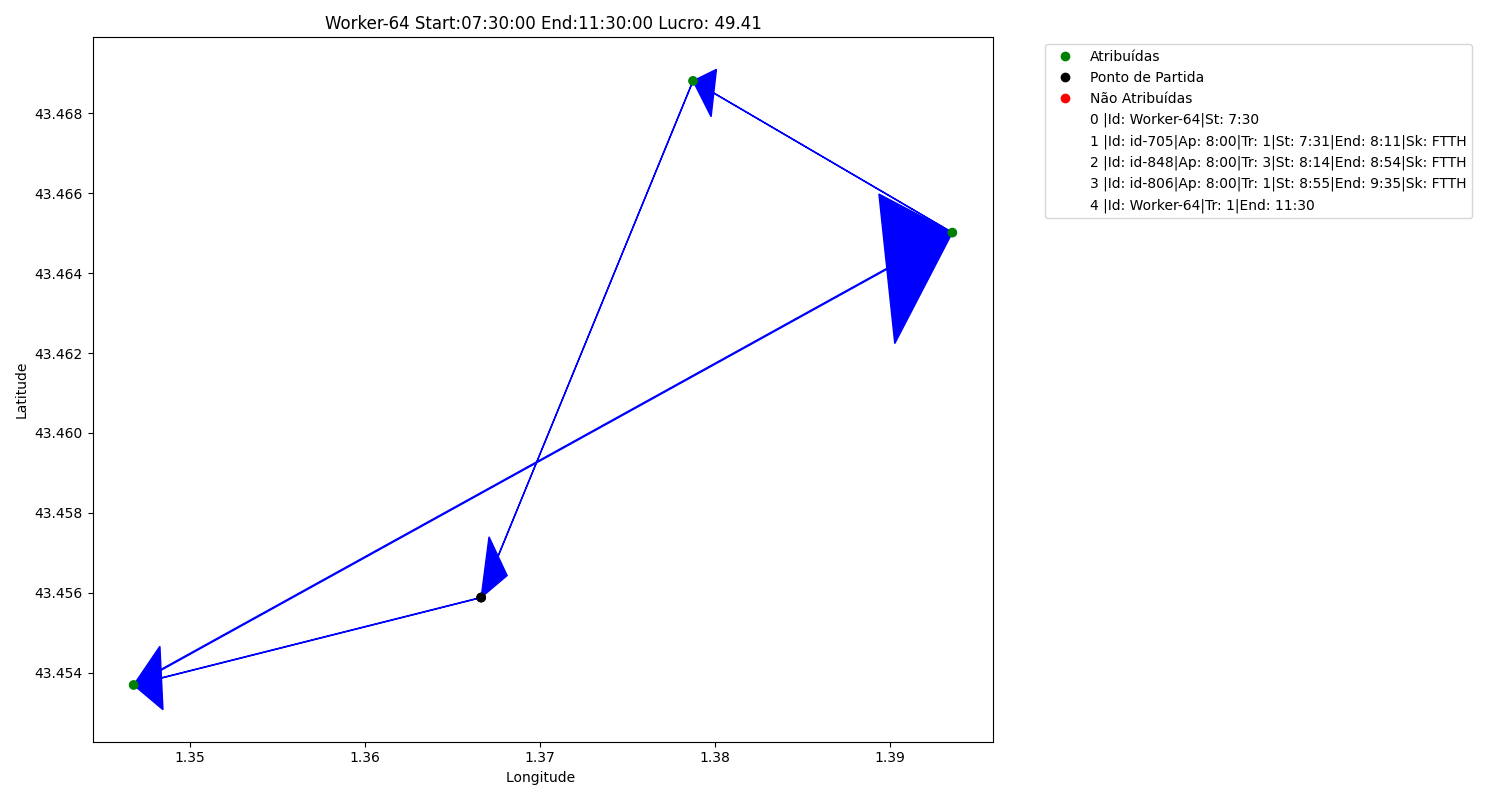 Worker-64 Start:07:30:00 End:11:30:00 Lucro: 49.41
Atribuídas
Ponto de Partida
Não Atribuídas
0 |Id: Worker-64|St: 7:30
1 |Id: id-705|Ap: 8:00|Tr: 1|St: 7:31|End: 8:11|Sk: FTTH
2 |Id: id-848|Ap: 8:00|Tr: 3|St: 8:14|End: 8:54|Sk: FTTH
3 |Id: id-806|Ap: 8:00|Tr: 1|St: 8:55|End: 9:35|Sk: FTTH
4 |Id: Worker-64|Tr: 1|End: 11:30
43.468
43.466
43.464
43.462
43.460
43.458
43.456
43.454
Latitude
1.35 1.36 1.37 1.38 1.39
Longitude